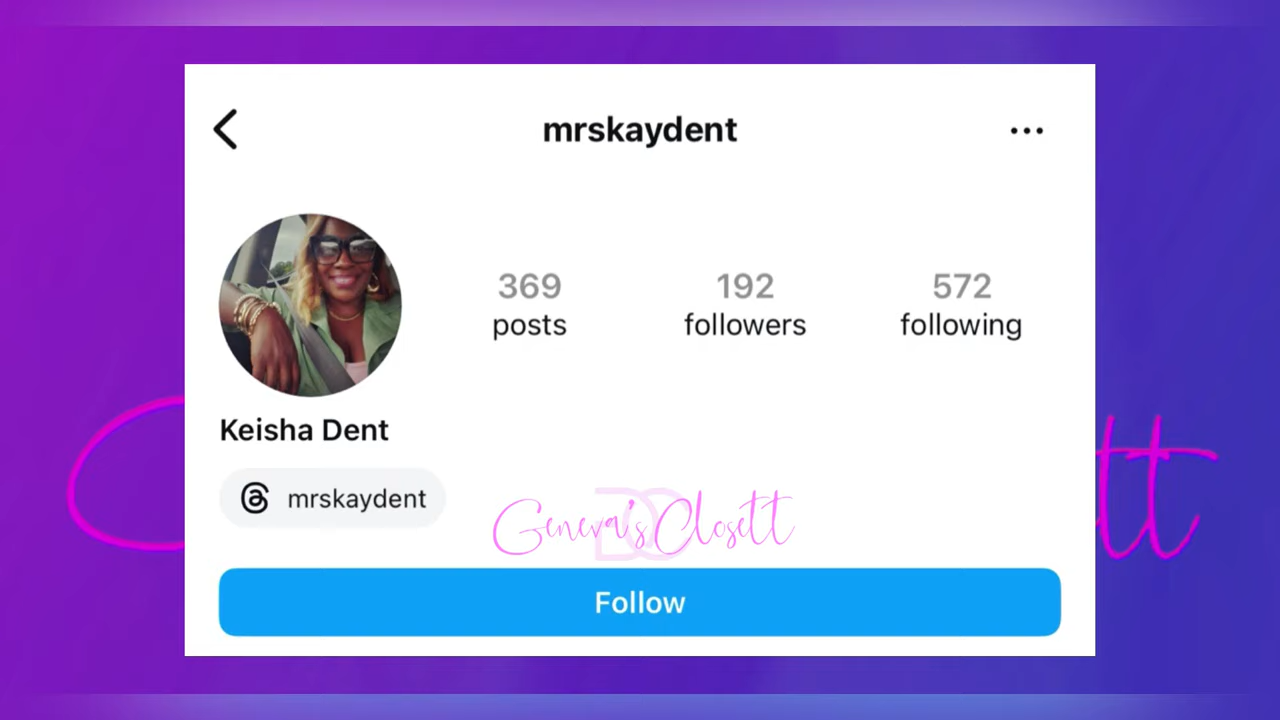 mrskaydent
369 192 572
posts followers following
Keisha Dent
mrskaydent
Geneva's Closett
Follow